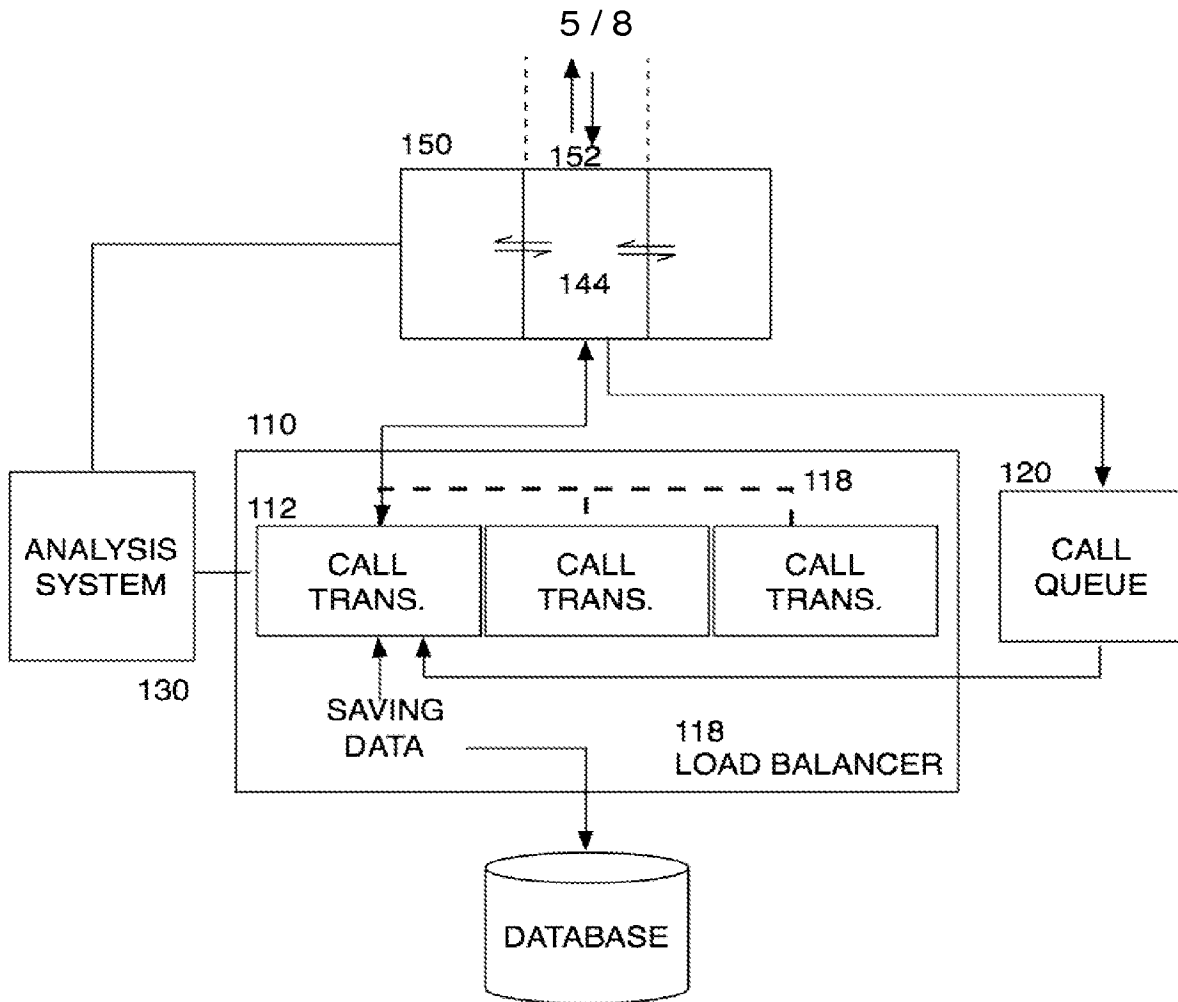 5 / 8
150
152
144
110
118
120
112
ANALYSIS
SYSTEM
CALL
TRANS.
CALL
TRANS.
CALL
TRANS.
CALL
QUEUE
130
SAVING
DATA
118
LOAD BALANCER
DATABASE